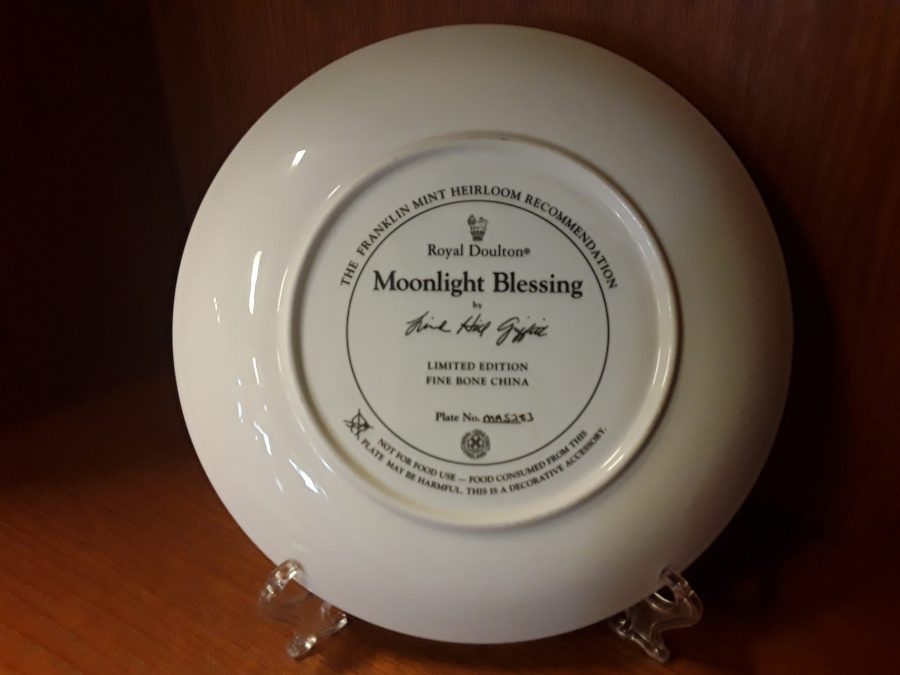 THE FRANKLIN MINT HEIRLOOM RECOMMENDATION
Royal Doulton®
Moonlight Blessing
by
LIMITED EDITION
FINE BONE CHINA
Plate No. MA5283
NOT FOR FOOD USE — FOOD CONSUMED FROM THIS
PLATE MAY BE HARMFUL. THIS IS A DECORATIVE ACCESSORY.